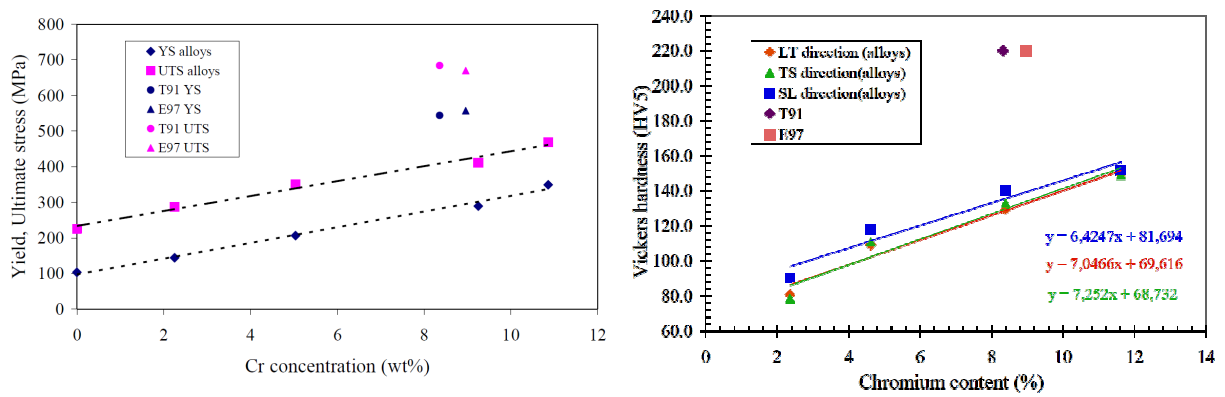 800
700
600
500
400
300
200
100
0
Yield, Ultimate stress (MPa)
YS alloys
UTS alloys
T91 YS
E97 YS
T91 UTS
E97 UTS
0 2 4 6 8 10 12
Cr concentration (wt%)
240.0
220.0
200.0
180.0
160.0
140.0
120.0
100.0
80.0
60.0
Vickers hardness (HV5)
LT direction (alloys)
TS direction(alloys)
SL direction(alloys)
T91
E97
y = 6,4247x + 81,694
y = 7,0466x + 69,616
y = 7,252x + 68,732
0 2 4 6 8 10 12 14
Chromium content (%)